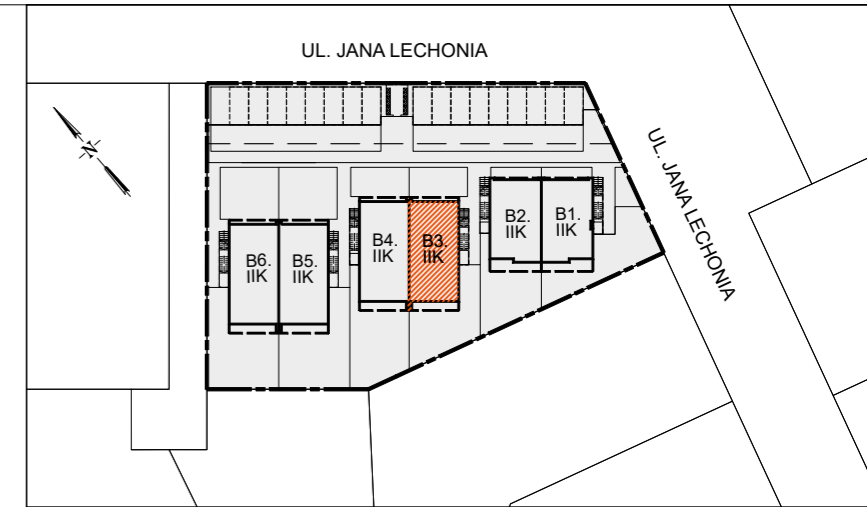 UL. JANA LECHONIA
UL. JANA LECHONIA
N
B6.
IIK
B5.
IIK
B4.
IIK
B3.
IIK
B2.
IIK
B1.
IIK